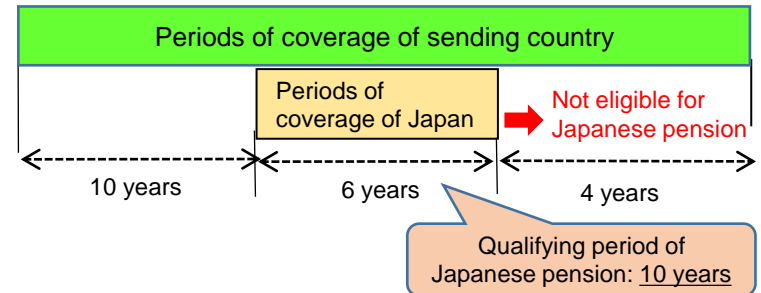 Periods of coverage of sending country
Periods of
coverage of Japan
Not eligible for
Japanese pension
10 years
6 years
4 years
Qualifying period of
Japanese pension: 10 years